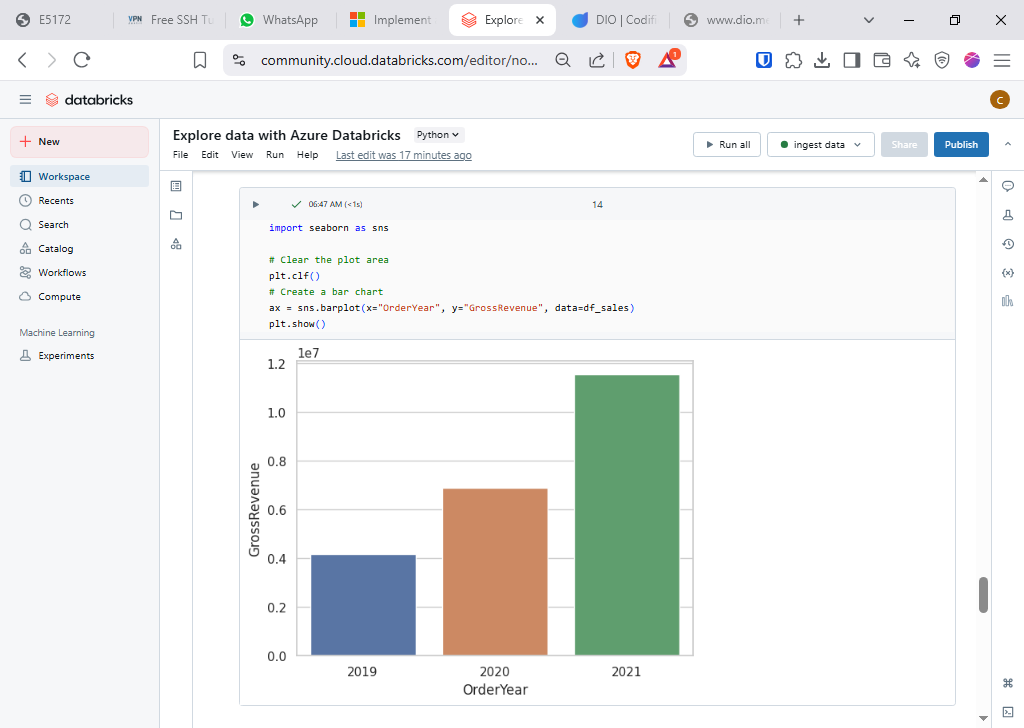 E5172
VPN Free SSH Tu
WhatsApp
Implement
Explore
DIO | Codifi
www.dio.me
community.cloud.databricks.com/editor/no...
1
databricks
C
New
Workspace
Recents
Search
Catalog
Workflows
Compute
Machine Learning
Experiments
Explore data with Azure Databricks
Python
File Edit View Run Help Last edit was 17 minutes ago
Run all
ingest data
Share
Publish
06:47 AM (<1s)
14
import seaborn as sns
# Clear the plot area
plt.clf()
# Create a bar chart
ax = sns.barplot(x="OrderYear", y="GrossRevenue", data=df_sales)
plt.show()
1e7
1.2
1.0
0.8
0.6
0.4
0.2
0.0
GrossRevenue
2019 2020 2021
OrderYear